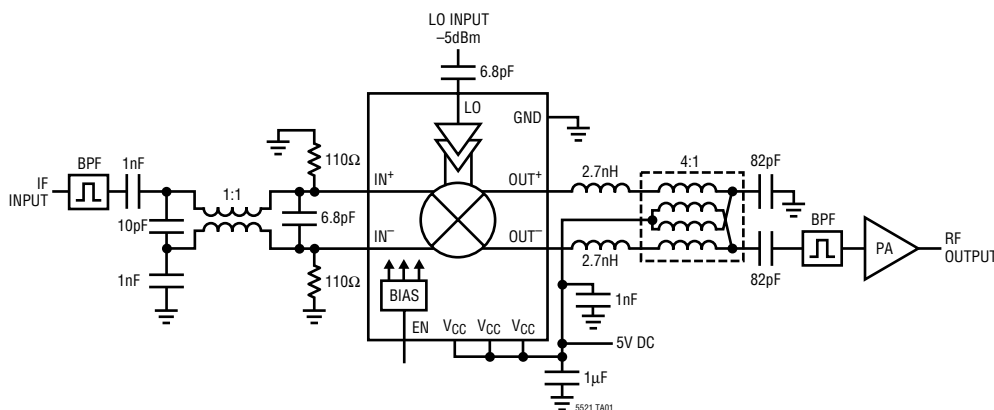 LO INPUT
–5dBm
6.8pF
LO
GND
110Ω
BPF
1nF
1:1
IF
INPUT
10pF
6.8pF
1nF
110Ω
IN+
IN–
BIAS
EN
VCC
VCC
VCC
OUT+
OUT–
2.7nH
2.7nH
4:1
82pF
82pF
BPF
PA
RF
OUTPUT
1nF
5V DC
1µF
5521 TA01